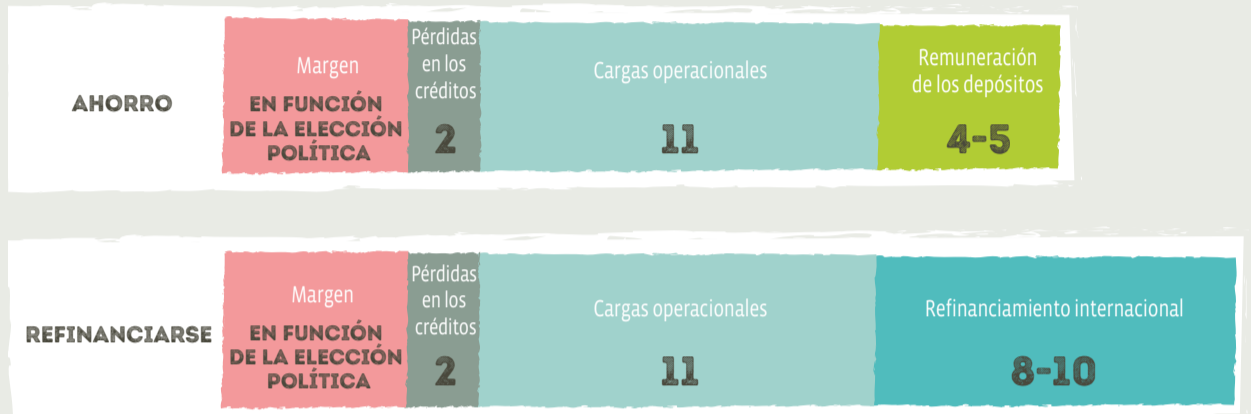 AHORRO
Margen
EN FUNCIÓN
DE LA ELECCIÓN
POLÍTICA
Pérdidas
en los
créditos
2
Cargas operacionales
11
Remuneración
de los depósitos
4-5
REFINANCIARSE
Margen
EN FUNCIÓN
DE LA ELECCIÓN
POLÍTICA
Pérdidas
en los
créditos
2
Cargas operacionales
11
Refinanciamiento internacional
8-10